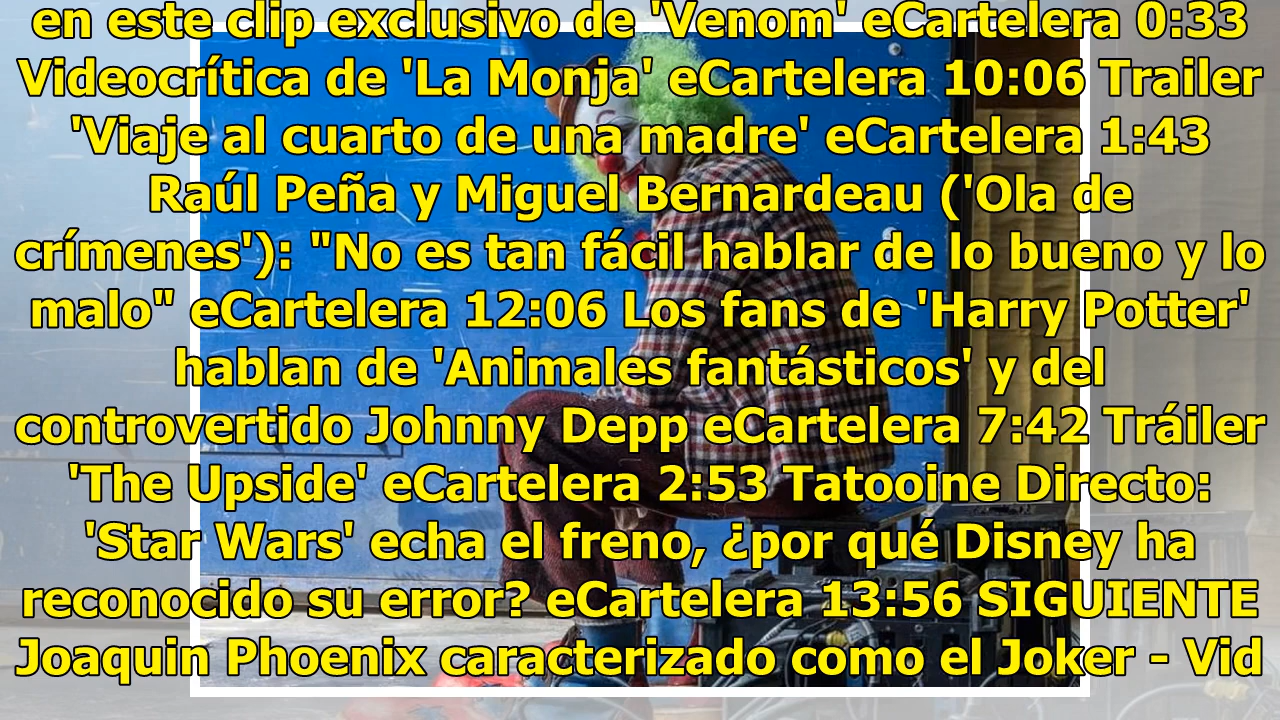 en este clip exclusivo de 'Venom' eCartelera 0:33
Videocrítica de 'La Monja' eCartelera 10:06 Trailer
'Viaje al cuarto de una madre' eCartelera 1:43
Raúl Peña y Miguel Bernardeau ('Ola de
crímenes'): "No es tan fácil hablar de lo bueno y lo
malo" eCartelera 12:06 Los fans de 'Harry Potter'
hablan de 'Animales fantásticos' y del
controvertido Johnny Depp eCartelera 7:42 Tráiler
'The Upside' eCartelera 2:53 Tatooine Directo:
'Star Wars' echa el freno, ¿por qué Disney ha
reconocido su error? eCartelera 13:56 SIGUIENTE
Joaquin Phoenix caracterizado como el Joker - Vid